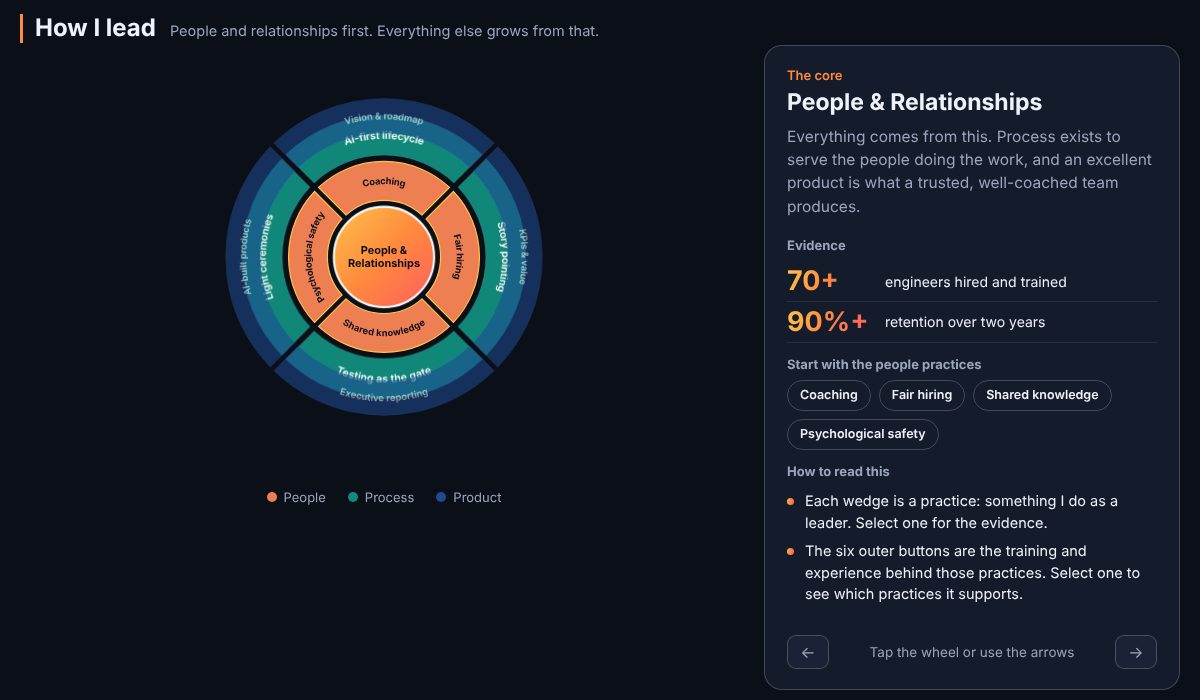 How I lead
People and relationships first. Everything else grows from that.
Vision & roadmap
AI-first lifecycle
Coaching
AI-built products
Light ceremonies
Psychological safety
People &
Relationships
Fair hiring
Story pointing
KPIs & value
Shared knowledge
Testing as the gate
Executive reporting
People
Process
Product
The core
People & Relationships
Everything comes from this. Process exists to
serve the people doing the work, and an excellent
product is what a trusted, well-coached team
produces.
Evidence
70+ engineers hired and trained
90%+ retention over two years
Start with the people practices
Coaching Fair hiring Shared knowledge
Psychological safety
How to read this
Each wedge is a practice: something I do as a
leader. Select one for the evidence.
The six outer buttons are the training and
experience behind those practices. Select one to
see which practices it supports.
← Tap the wheel or use the arrows →